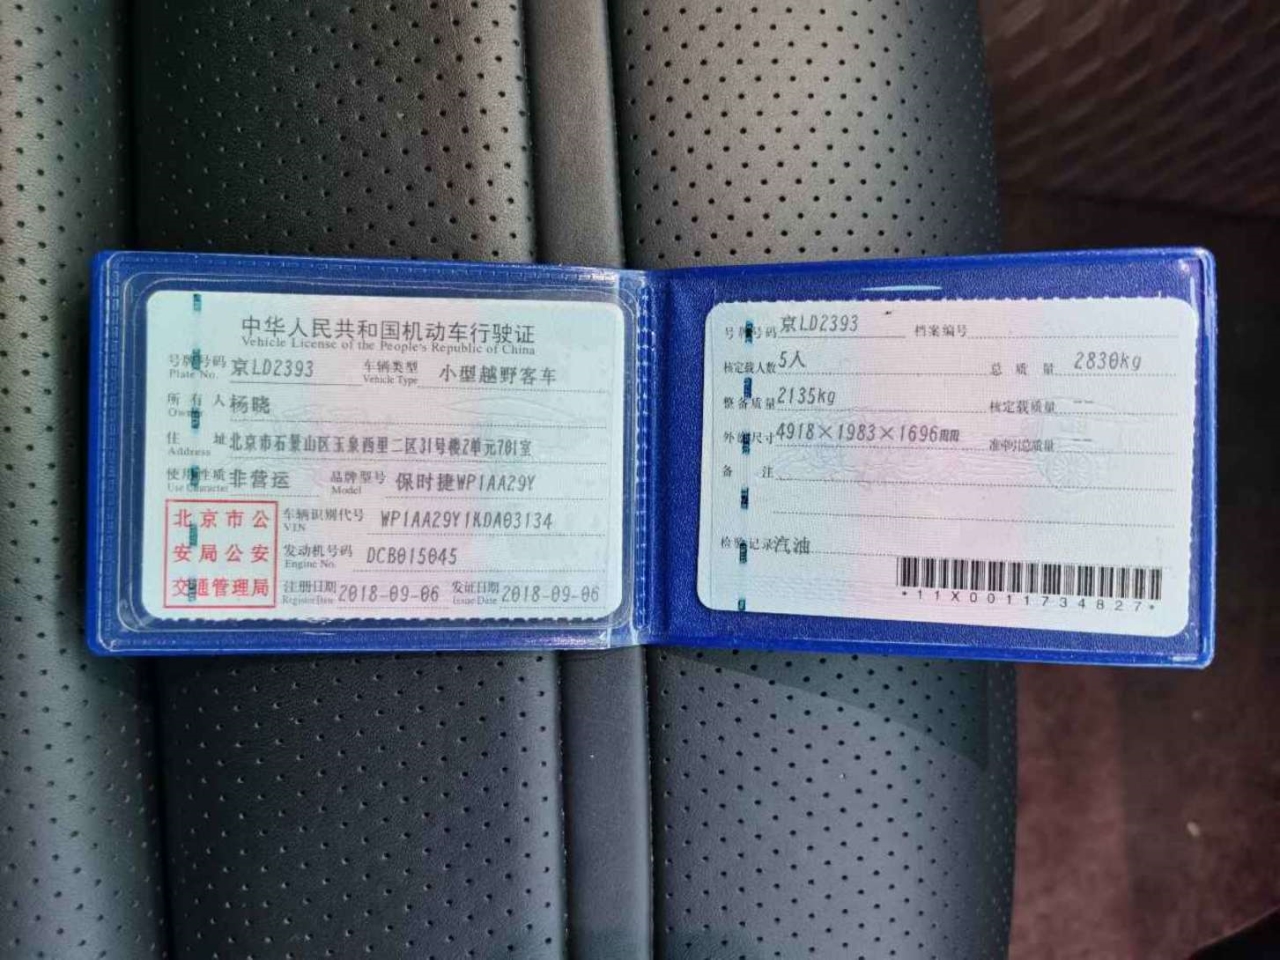 中华人民共和国机动车行驶证
Vehicle License of the People's Republic of China
号牌号码 京LD2393 车辆类型 小型越野客车
Plate No. Vehicle Type
所有人 杨晓
Owner
住址 北京市石景山区玉泉西里二区31号楼2单元701室
Address
使用性质 非营运 品牌型号 保时捷WP1AA29Y
Use Character Model
北京市公
安局公安
交通管理局
车辆识别代号 WP1AA29Y1KDA03134
VIN
发动机号码 DCB015045
Engine No.
注册日期 2018-09-06 发证日期 2018-09-06
Register Date Issue Date
号牌号码 京LD2393 档案编号
核定载人数 5人 总质量 2830kg
整备质量 2135kg 核定载质量 --
外廓尺寸 4918×1983×1696mm 准牵引总质量 --
备注
检验记录 汽油
*11X0011734827*